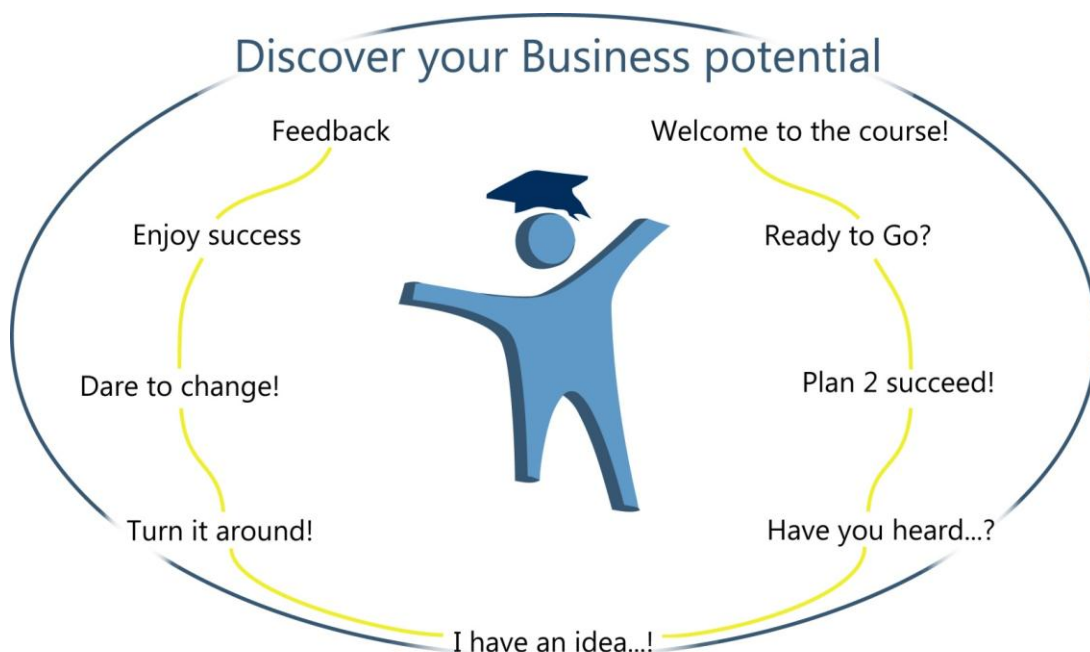 Discover your Business potential
Feedback
Welcome to the course!
Enjoy success
Ready to Go?
Dare to change!
Plan 2 succeed!
Turn it around!
Have you heard...?
I have an idea...!